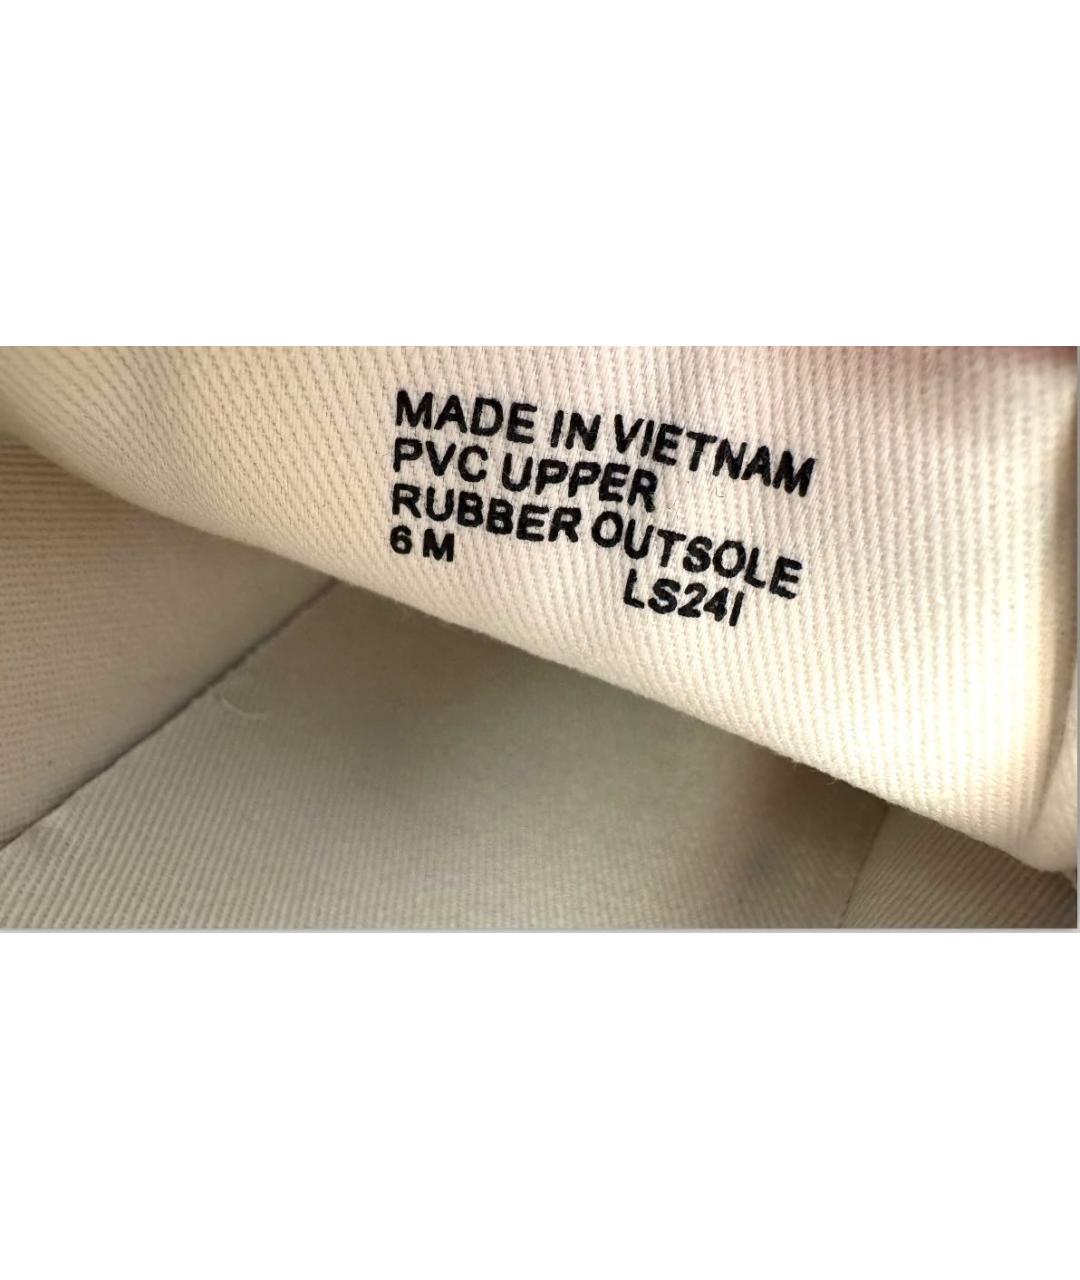 MADE IN VIETNAM
PVC UPPER
RUBBER OUTSOLE
6 M
LS24I